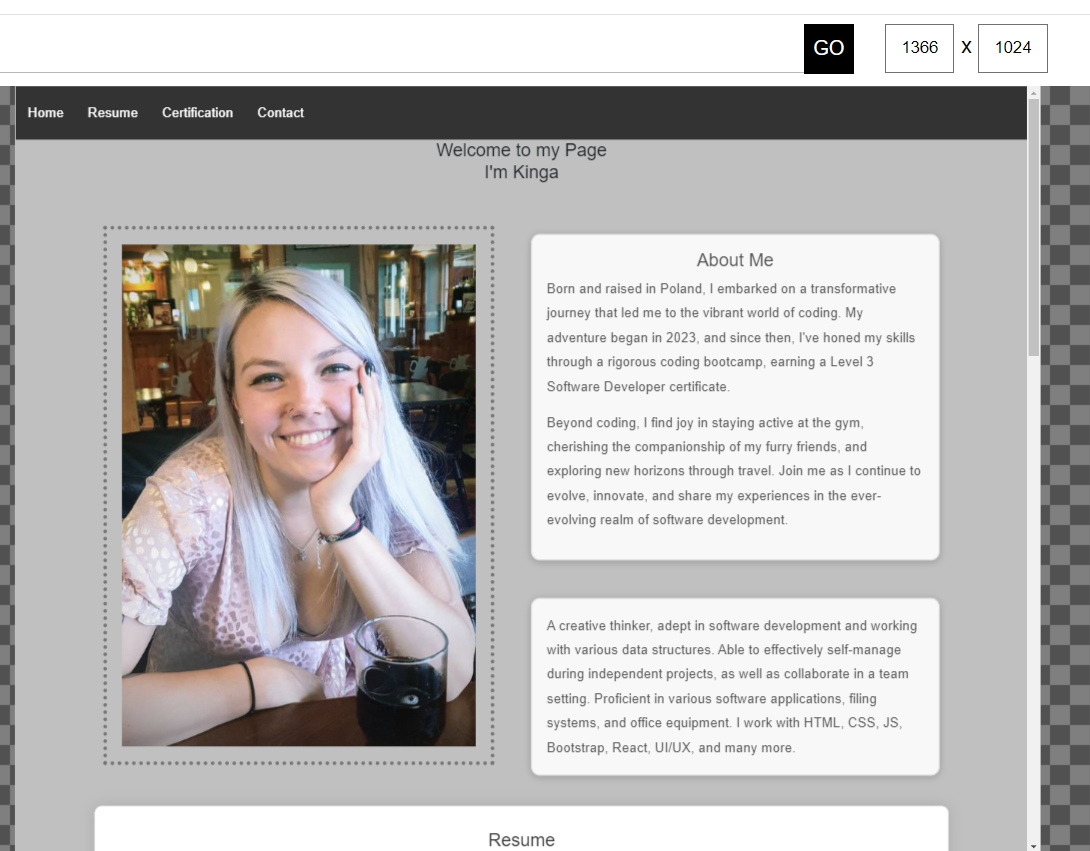 GO 1366 X 1024
Home Resume Certification Contact
Welcome to my Page
I'm Kinga
About Me
Born and raised in Poland, I embarked on a transformative
journey that led me to the vibrant world of coding. My
adventure began in 2023, and since then, I've honed my skills
through a rigorous coding bootcamp, earning a Level 3
Software Developer certificate.
Beyond coding, I find joy in staying active at the gym,
cherishing the companionship of my furry friends, and
exploring new horizons through travel. Join me as I continue to
evolve, innovate, and share my experiences in the ever-
evolving realm of software development.
A creative thinker, adept in software development and working
with various data structures. Able to effectively self-manage
during independent projects, as well as collaborate in a team
setting. Proficient in various software applications, filing
systems, and office equipment. I work with HTML, CSS, JS,
Bootstrap, React, UI/UX, and many more.
Resume